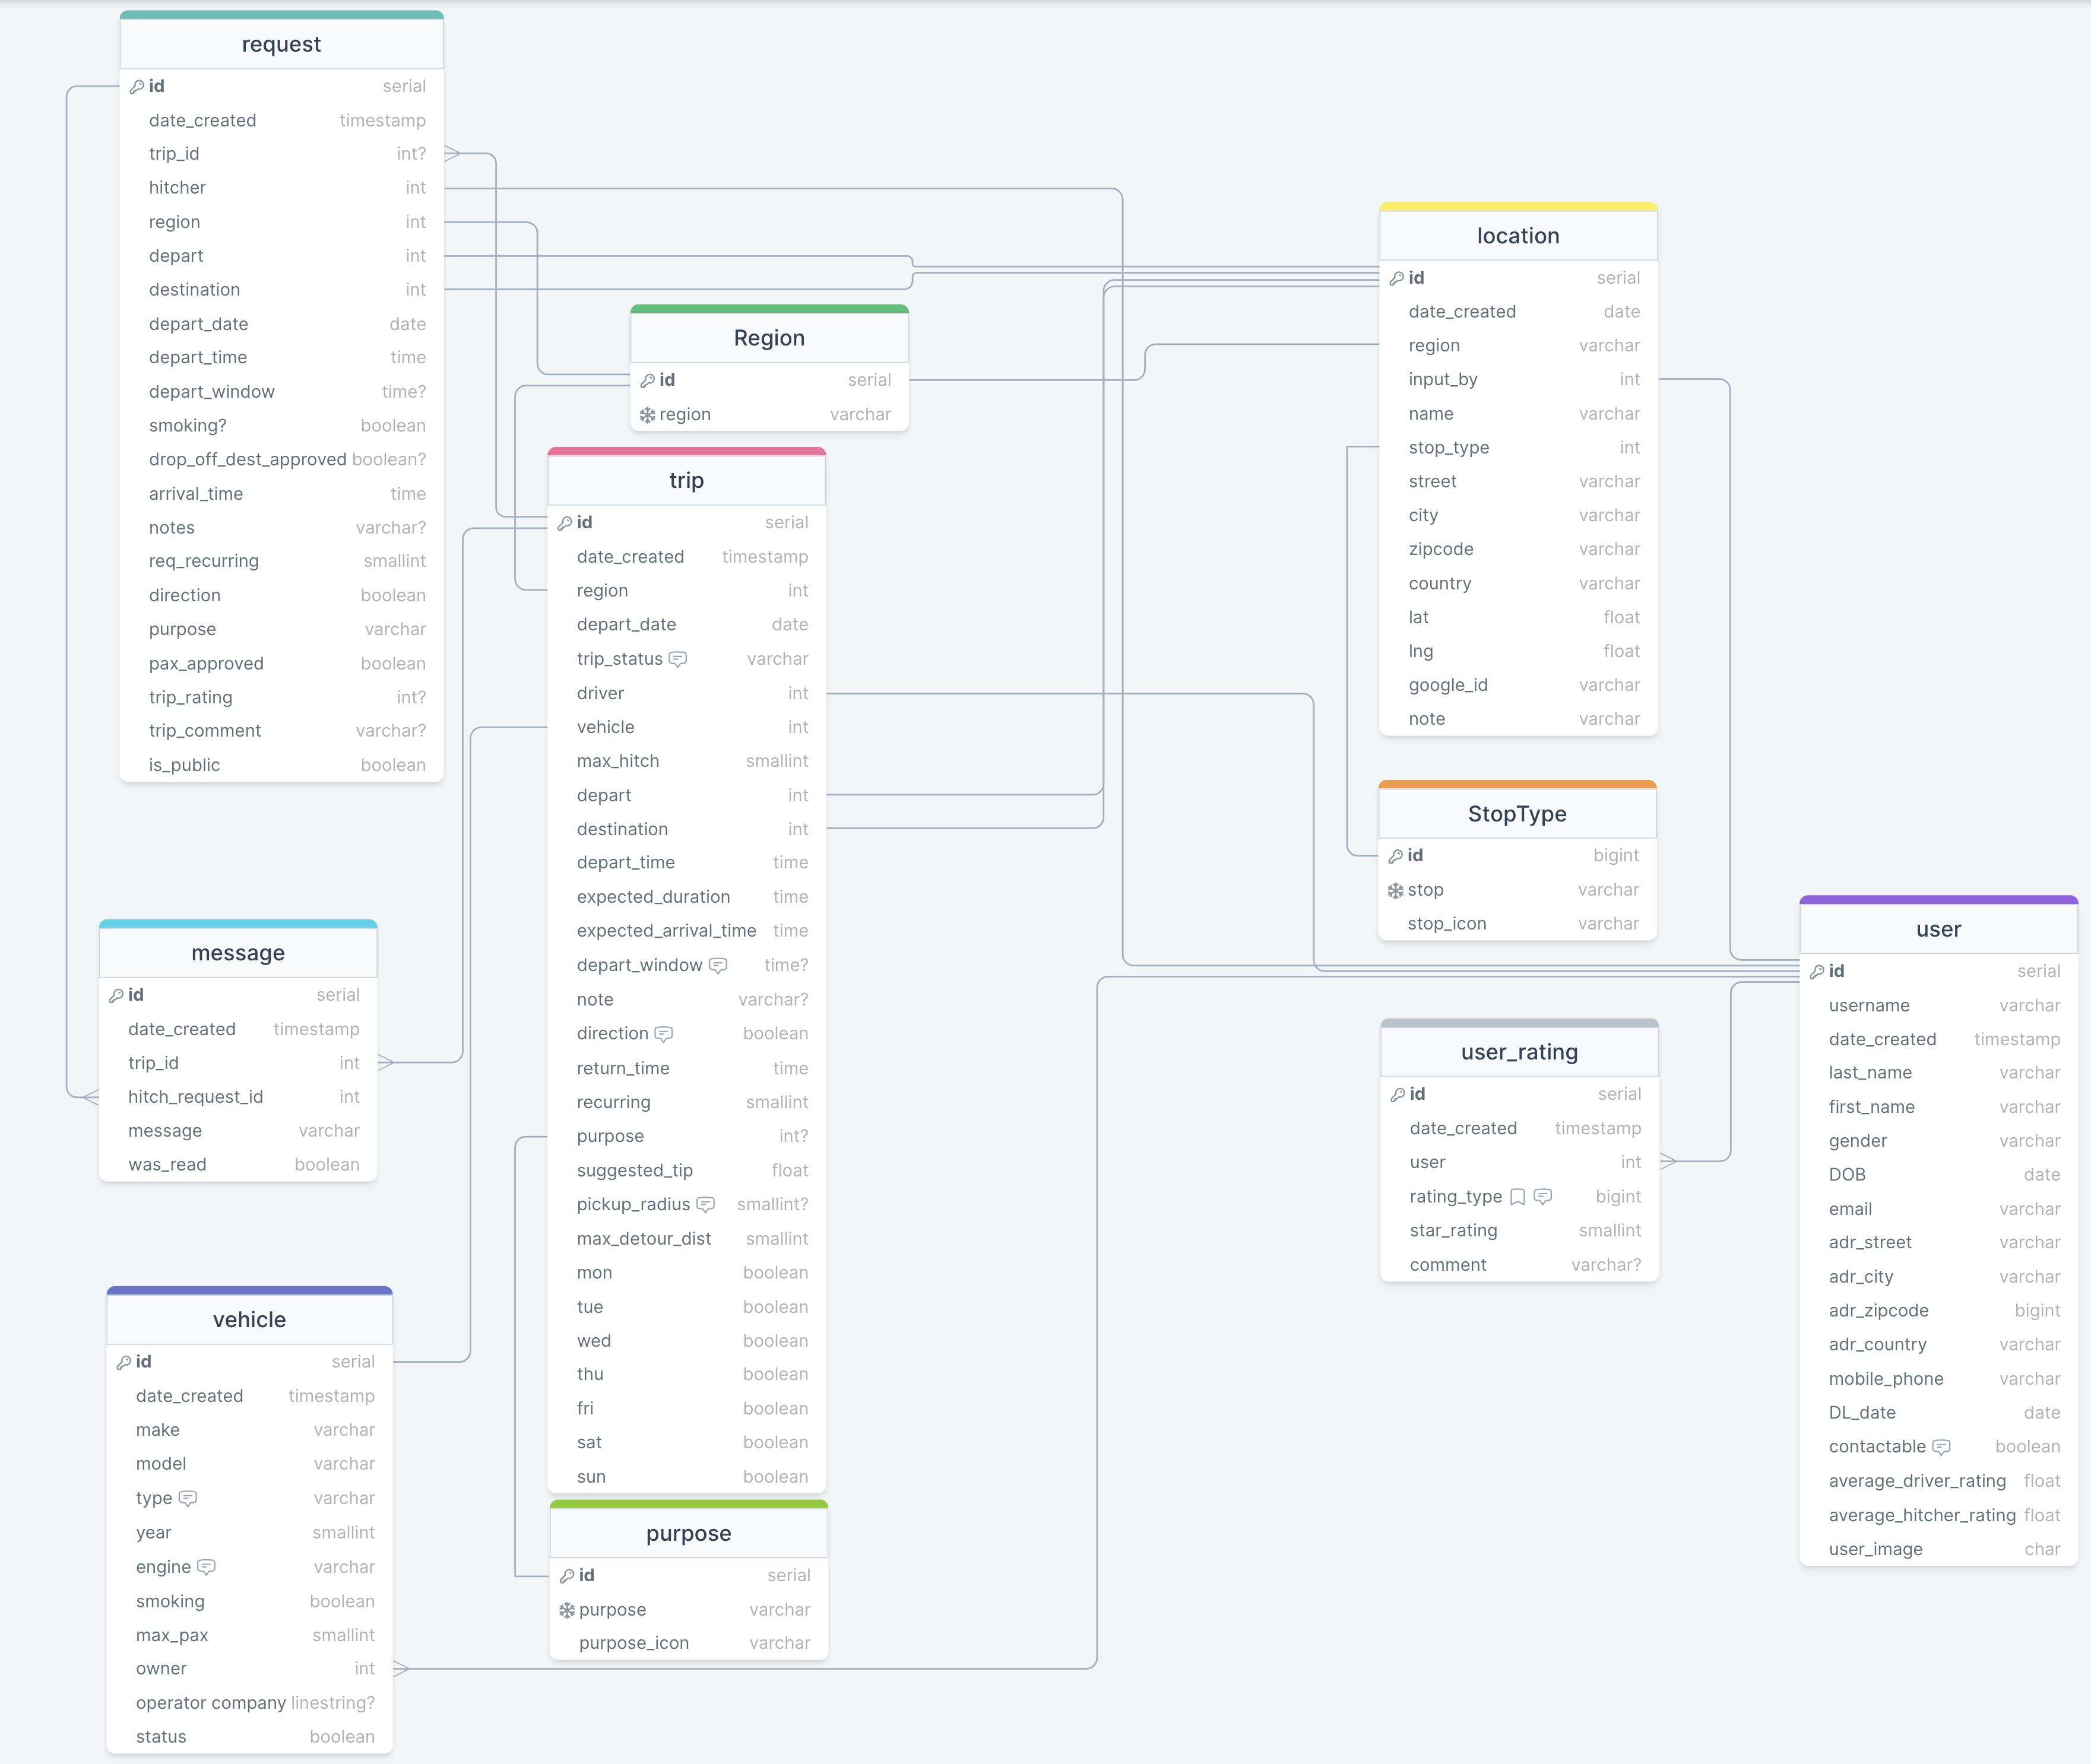 request
id serial
date_created timestamp
trip_id int?
hitcher int
region int
depart int
destination int
depart_date date
depart_time time
depart_window time?
smoking? boolean
drop_off_dest_approved boolean?
arrival_time time
notes varchar?
req_recurring smallint
direction boolean
purpose varchar
pax_approved boolean
trip_rating int?
trip_comment varchar?
is_public boolean
Region
id serial
region varchar
location
id serial
date_created date
region varchar
input_by int
name varchar
stop_type int
street varchar
city varchar
zipcode varchar
country varchar
lat float
lng float
google_id varchar
note varchar
trip
id serial
date_created timestamp
region int
depart_date date
trip_status varchar
driver int
vehicle int
max_hitch smallint
depart int
destination int
depart_time time
expected_duration time
expected_arrival_time time
depart_window time?
note varchar?
direction boolean
return_time time
recurring smallint
purpose int?
suggested_tip float
pickup_radius smallint?
max_detour_dist smallint
mon boolean
tue boolean
wed boolean
thu boolean
fri boolean
sat boolean
sun boolean
StopType
id bigint
stop varchar
stop_icon varchar
message
id serial
date_created timestamp
trip_id int
hitch_request_id int
message varchar
was_read boolean
user
id serial
username varchar
date_created timestamp
last_name varchar
first_name varchar
gender varchar
DOB date
email varchar
adr_street varchar
adr_city varchar
adr_zipcode bigint
adr_country varchar
mobile_phone varchar
DL_date date
contactable boolean
average_driver_rating float
average_hitcher_rating float
user_image char
user_rating
id serial
date_created timestamp
user int
rating_type bigint
star_rating smallint
comment varchar?
vehicle
id serial
date_created timestamp
make varchar
model varchar
type varchar
year smallint
engine varchar
smoking boolean
max_pax smallint
owner int
operator company linestring?
status boolean
purpose
id serial
purpose varchar
purpose_icon varchar